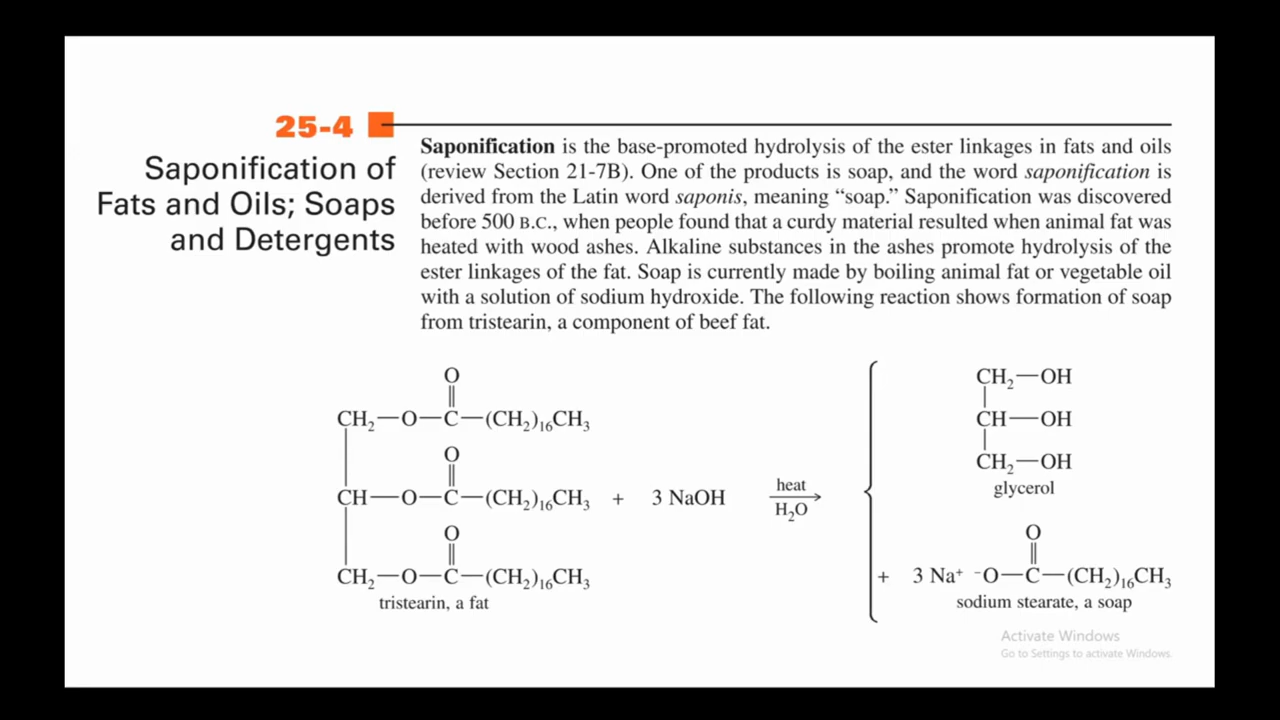 25-4
Saponification of
Fats and Oils; Soaps
and Detergents
Saponification is the base-promoted hydrolysis of the ester linkages in fats and oils
(review Section 21-7B). One of the products is soap, and the word saponification is
derived from the Latin word saponis, meaning “soap.” Saponification was discovered
before 500 B.C., when people found that a curdy material resulted when animal fat was
heated with wood ashes. Alkaline substances in the ashes promote hydrolysis of the
ester linkages of the fat. Soap is currently made by boiling animal fat or vegetable oil
with a solution of sodium hydroxide. The following reaction shows formation of soap
from tristearin, a component of beef fat.
O
CH₂—O—C—(CH₂)₁₆CH₃
O
CH—O—C—(CH₂)₁₆CH₃ + 3 NaOH
O
CH₂—O—C—(CH₂)₁₆CH₃
tristearin, a fat
heat
H₂O
CH₂—OH
CH—OH
CH₂—OH
glycerol
O
+ 3 Na⁺ ⁻O—C—(CH₂)₁₆CH₃
sodium stearate, a soap
Activate Windows
Go to Settings to activate Windows.